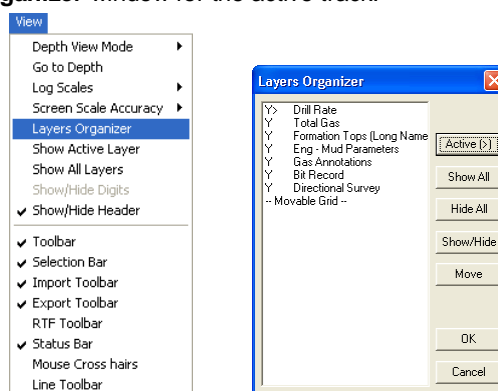 window for the active track.
View
Depth View Mode
Go to Depth
Log Scales
Screen Scale Accuracy
Layers Organizer
Show Active Layer
Show All Layers
Show/Hide Digits
Show/Hide Header
Toolbar
Selection Bar
Import Toolbar
Export Toolbar
RTF Toolbar
Status Bar
Mouse Cross hairs
Line Toolbar
Layers Organizer
Y> Drill Rate
Y Total Gas
Y Formation Tops (Long Name
Y Eng - Mud Parameters
Y Gas Annotations
Y Bit Record
Y Directional Survey
-- Movable Grid --
Active (>)
Show All
Hide All
Show/Hide
Move
OK
Cancel